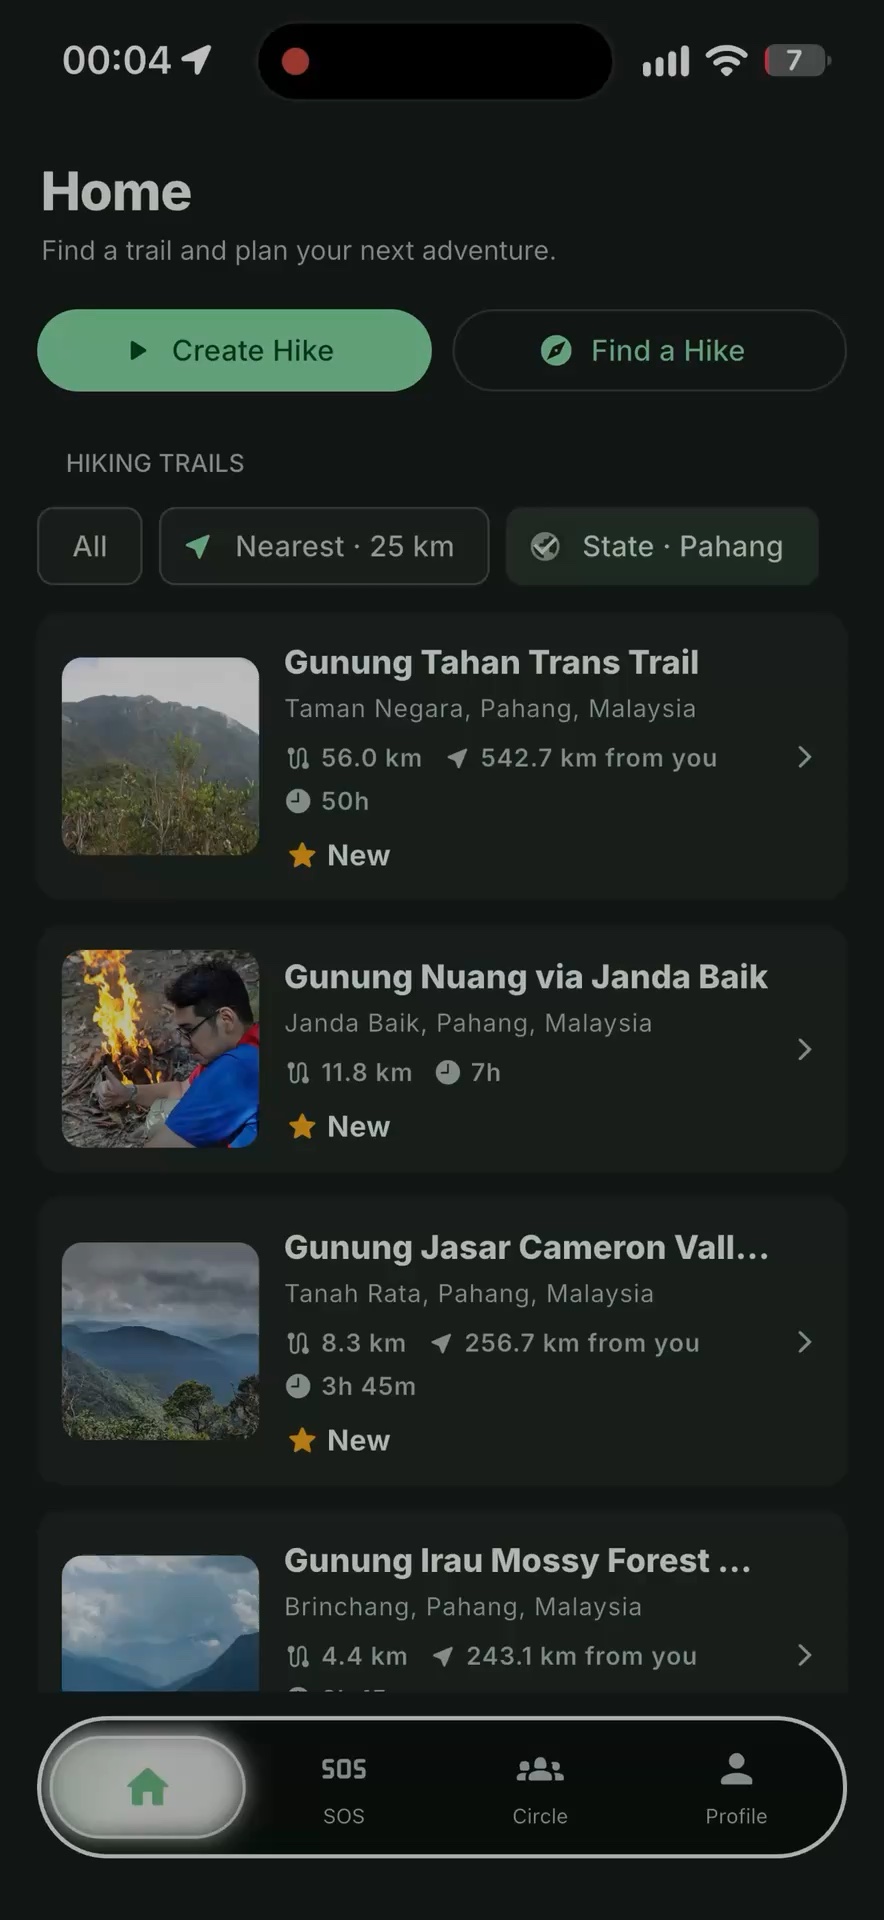 00:04
7
Home
Find a trail and plan your next adventure.
Create Hike
Find a Hike
HIKING TRAILS
All
Nearest · 25 km
State · Pahang
Gunung Tahan Trans Trail
Taman Negara, Pahang, Malaysia
56.0 km 542.7 km from you
50h
New
Gunung Nuang via Janda Baik
Janda Baik, Pahang, Malaysia
11.8 km 7h
New
Gunung Jasar Cameron Vall...
Tanah Rata, Pahang, Malaysia
8.3 km 256.7 km from you
3h 45m
New
Gunung Irau Mossy Forest ...
Brinchang, Pahang, Malaysia
4.4 km 243.1 km from you
SOS
SOS
Circle
Profile